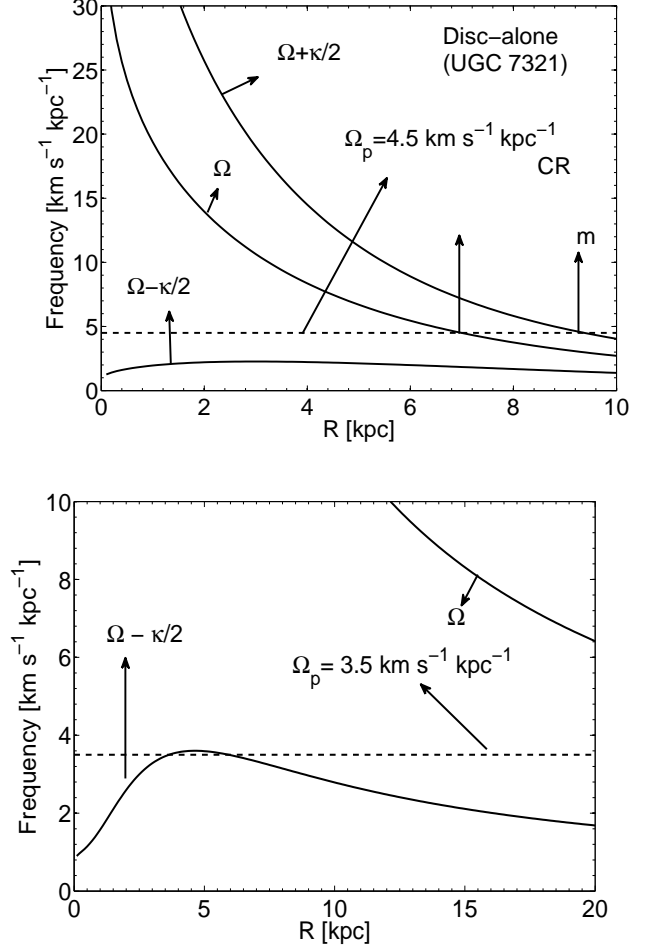 30
25
20
15
10
5
0
Frequency [km s⁻¹ kpc⁻¹]
Disc−alone
(UGC 7321)
Ω+κ/2
Ωₚ=4.5 km s⁻¹ kpc⁻¹
CR
Ω
m
Ω−κ/2
0 2 4 6 8 10
R [kpc]
10
8
6
4
2
0
Frequency [km s⁻¹ kpc⁻¹]
Ω
Ω − κ/2
Ωₚ= 3.5 km s⁻¹ kpc⁻¹
0 5 10 15 20
R [kpc]